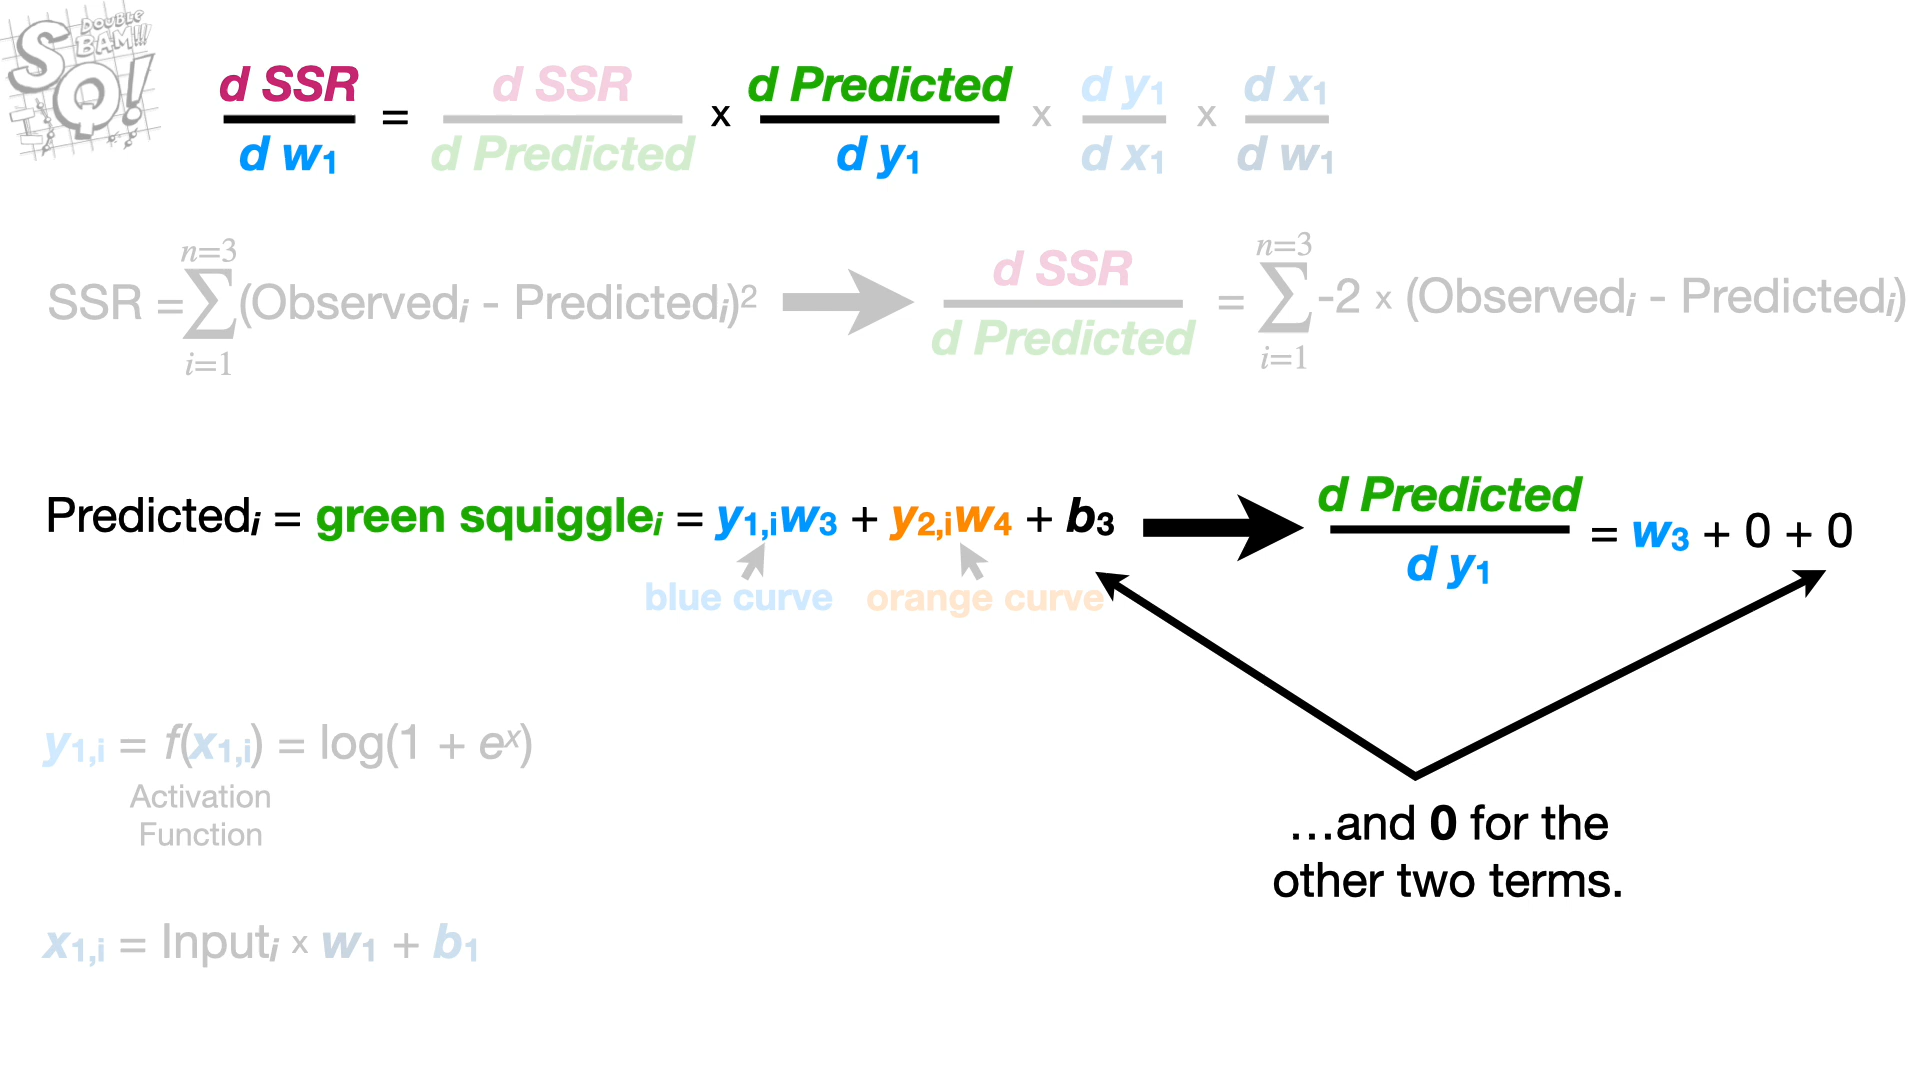 DOUBLE
BAM!!!
SQ!
d SSR / d w₁ = d SSR / d Predicted x d Predicted / d y₁ x d y₁ / d x₁ x d x₁ / d w₁
SSR = ∑ⁿ⁼³ᵢ₌₁ (Observedᵢ - Predictedᵢ)² → d SSR / d Predicted = ∑ⁿ⁼³ᵢ₌₁ -2 x (Observedᵢ - Predictedᵢ)
Predictedᵢ = green squiggleᵢ = y₁,ᵢw₃ + y₂,ᵢw₄ + b₃ → d Predicted / d y₁ = w₃ + 0 + 0
blue curve orange curve
y₁,ᵢ = f(x₁,ᵢ) = log(1 + eˣ)
Activation
Function
…and 0 for the
other two terms.
x₁,ᵢ = Inputᵢ x w₁ + b₁